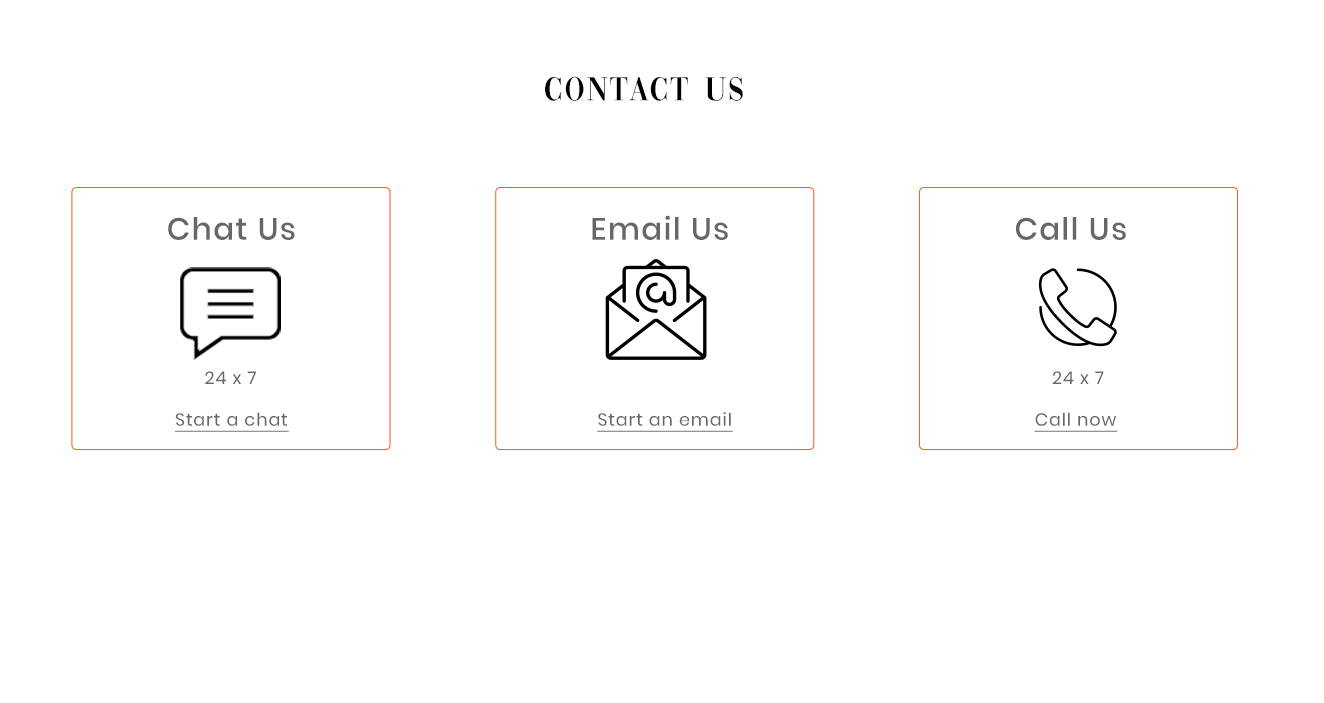 CONTACT US
Chat Us
24 x 7
Start a chat
Email Us
@
Start an email
Call Us
24 x 7
Call now